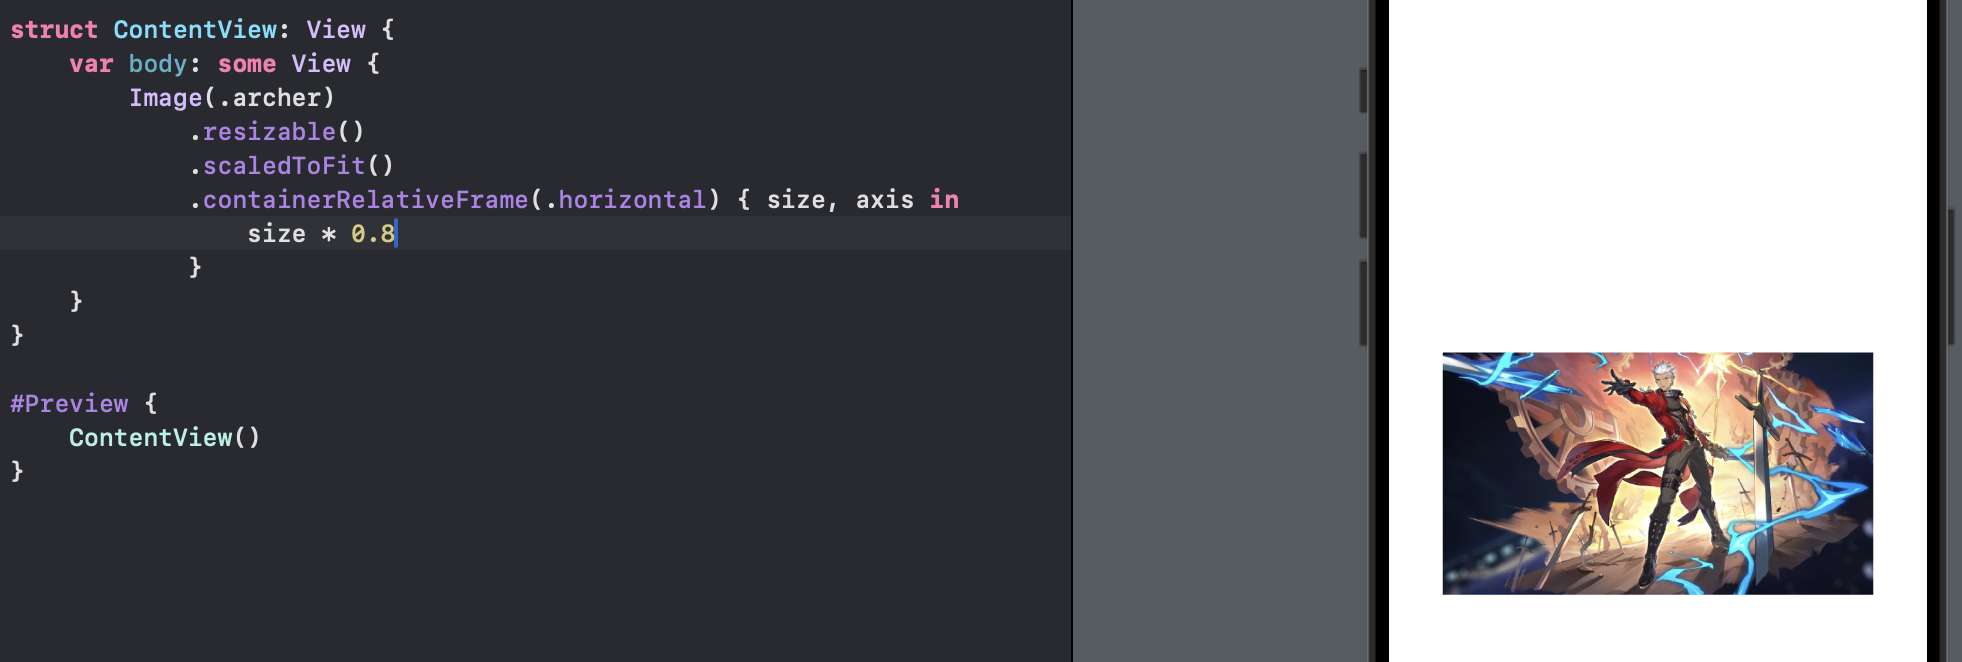 struct ContentView: View {
    var body: some View {
        Image(.archer)
            .resizable()
            .scaledToFit()
            .containerRelativeFrame(.horizontal) { size, axis in
                size * 0.8
            }
    }
}
#Preview {
    ContentView()
}